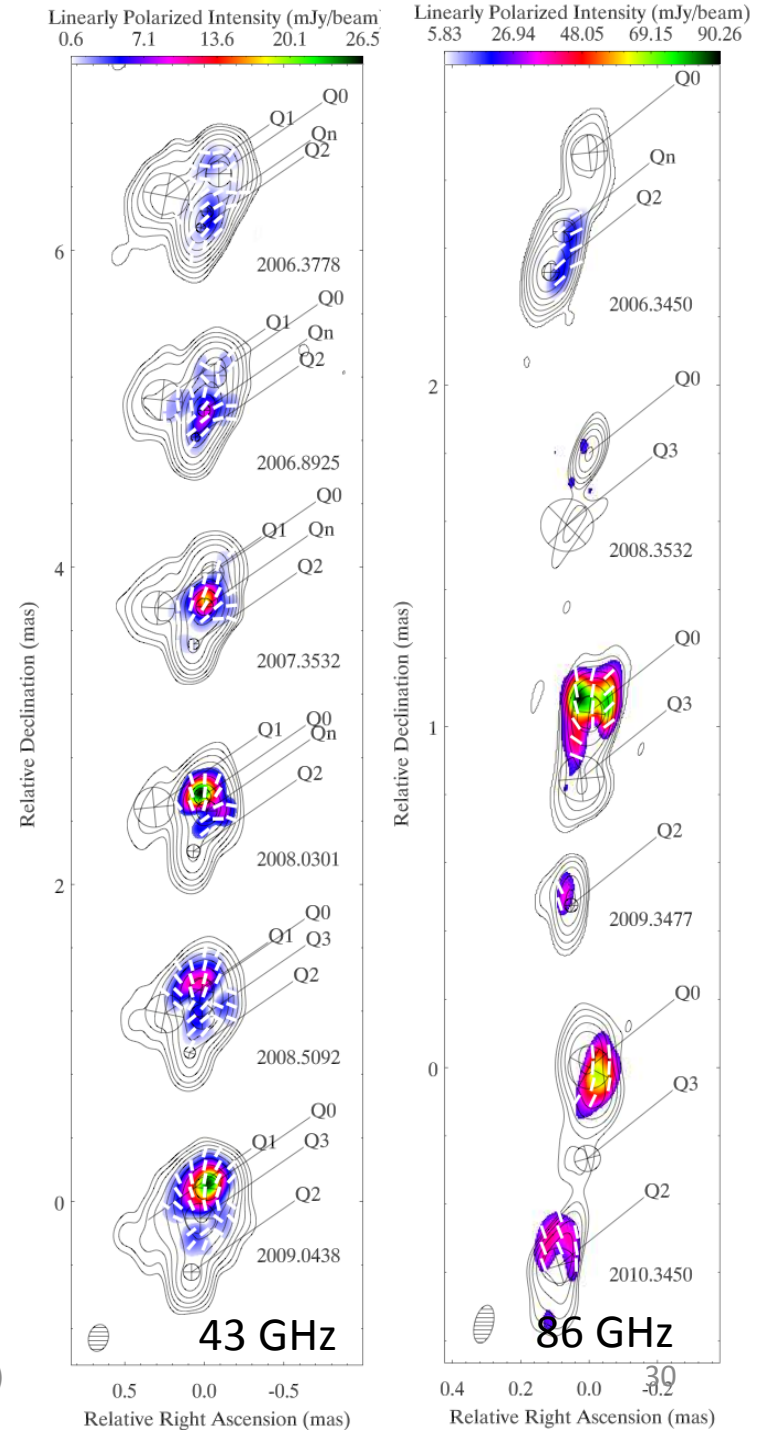 Linearly Polarized Intensity (mJy/beam)
0.6 7.1 13.6 20.1 26.5
Q0
Q1
Qn
Q2
6
2006.3778
Q0
Q1
Qn
Q2
2006.8925
Q0
Q1
Qn
4
Q2
2007.3532
Relative Declination (mas)
Q0
Q1
Qn
Q2
2008.0301
2
Q0
Q1
Q3
Q2
2008.5092
Q0
Q1
Q3
Q2
0
2009.0438
43 GHz
0.5 0.0 -0.5
Relative Right Ascension (mas)
Linearly Polarized Intensity (mJy/beam)
5.83 26.94 48.05 69.15 90.26
Q0
Qn
Q2
2006.3450
2
Q0
Q3
2008.3532
Relative Declination (mas)
Q0
Q3
1
Q2
2009.3477
Q0
0
Q3
Q2
2010.3450
86 GHz
30
0.4 0.2 0.0 -0.2
Relative Right Ascension (mas)
)